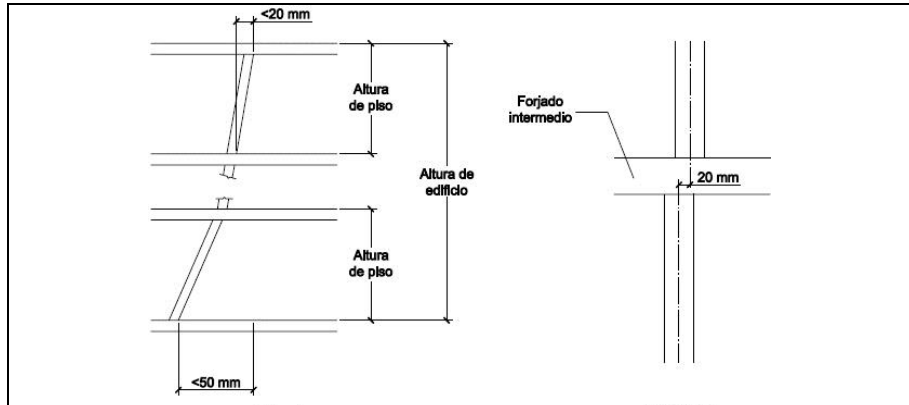 <20 mm
Altura
de piso
Altura de
edificio
Altura
de piso
<50 mm
Forjado
intermedio
20 mm